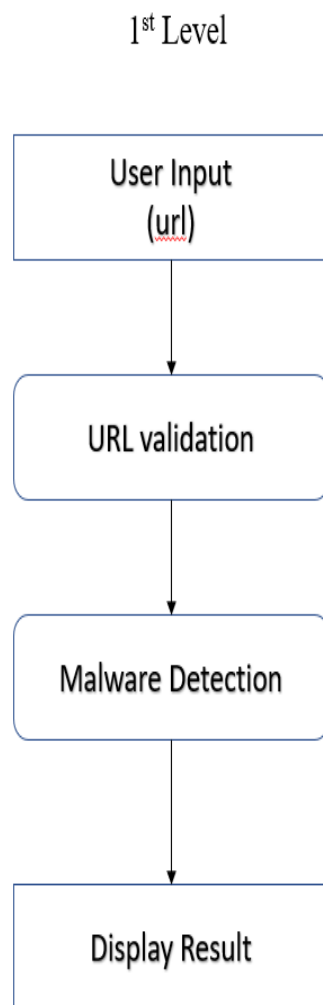 1st Level
User Input
(url)
URL validation
Malware Detection
Display Result